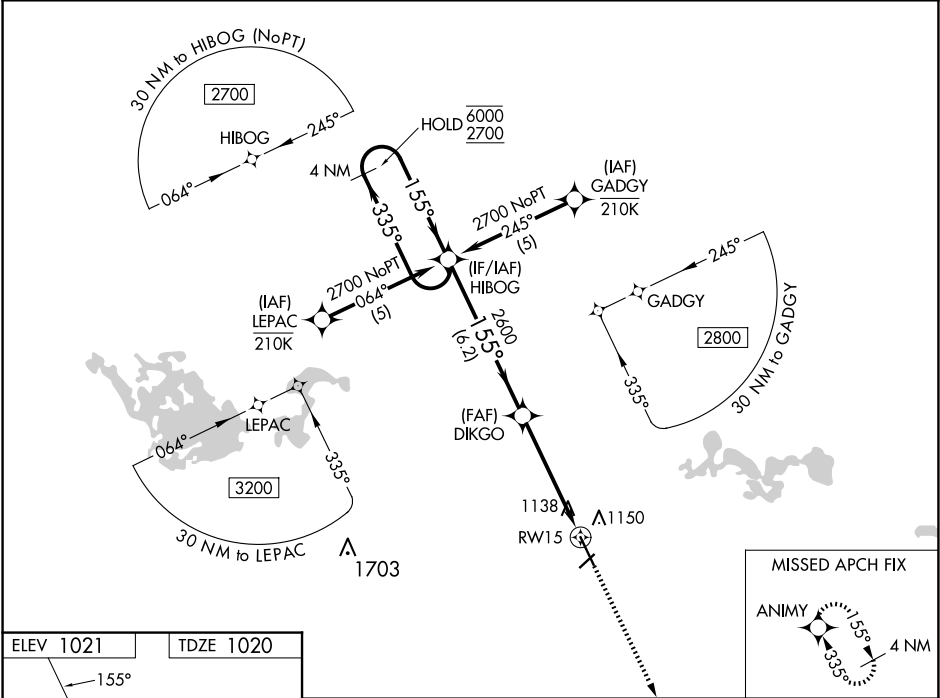 30 NM to HIBOG (NoPT)
2700
HIBOG
245°
064°
HOLD 6000
2700
4 NM
155°
335°
(IAF)
GADGY
210K
2700 NoPT
245°
(5)
(IF/IAF)
HIBOG
2700 NoPT
064°
(5)
(IAF)
LEPAC
210K
245°
GADGY
2800
335°
30 NM to GADGY
2600
155°
(6.2)
(FAF)
DIKGO
LEPAC
064°
335°
3200
30 NM to LEPAC
1703
1138
1150
RW15
MISSED APCH FIX
ANIMY
155°
335°
4 NM
ELEV 1021
TDZE 1020
155°